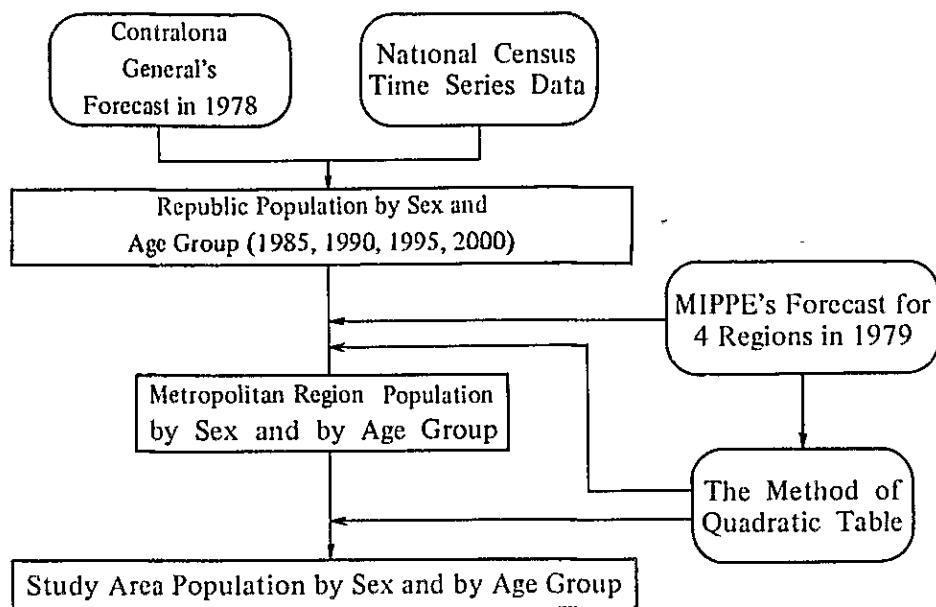 Contraloria
General's
Forecast in 1978
National Census
Time Series Data
Republic Population by Sex and
Age Group (1985, 1990, 1995, 2000)
MIPPE's Forecast for
4 Regions in 1979
Metropolitan Region Population
by Sex and by Age Group
The Method of
Quadratic Table
Study Area Population by Sex and by Age Group